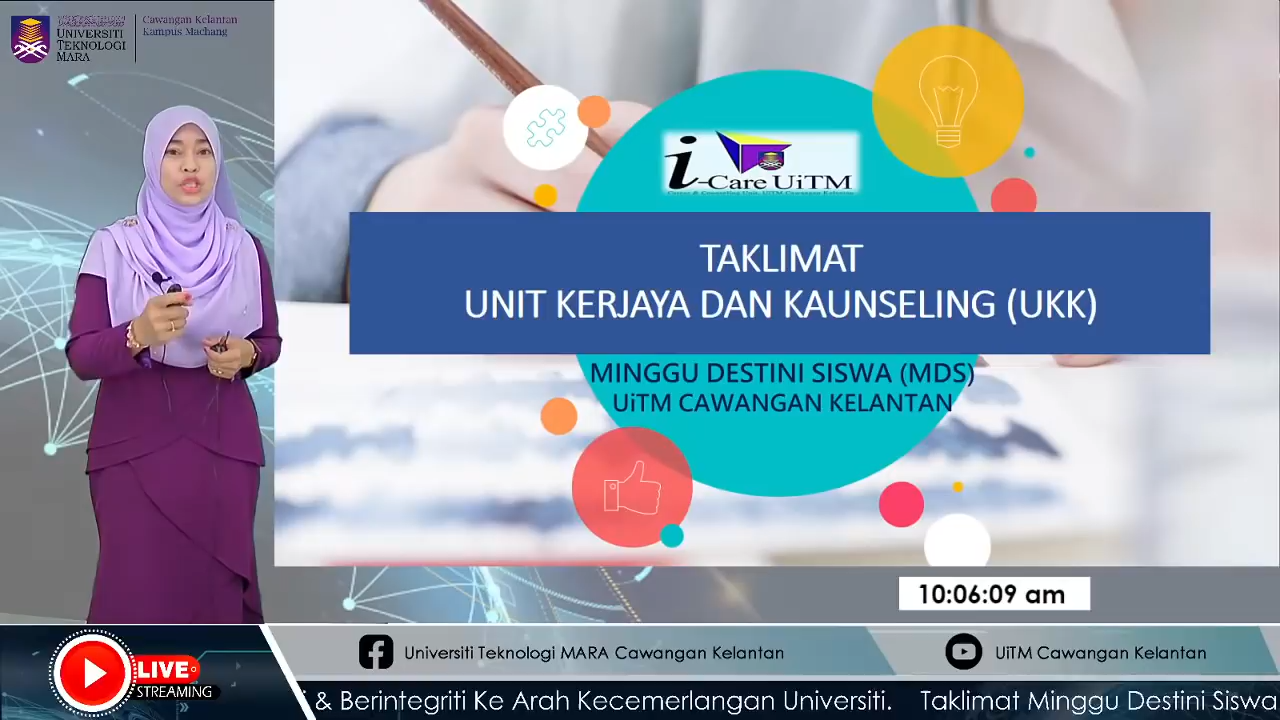 UNIVERSITI
TEKNOLOGI
MARA
Cawangan Kelantan
Kampus Machang
i-Care UiTM
TAKLIMAT
UNIT KERJAYA DAN KAUNSELING (UKK)
MINGGU DESTINI SISWA (MDS)
UiTM CAWANGAN KELANTAN
10:06:09 am
LIVE
STREAMING
Universiti Teknologi MARA Cawangan Kelantan
UiTM Cawangan Kelantan
i & Berintegriti Ke Arah Kecemerlangan Universiti. Taklimat Minggu Destini Siswa